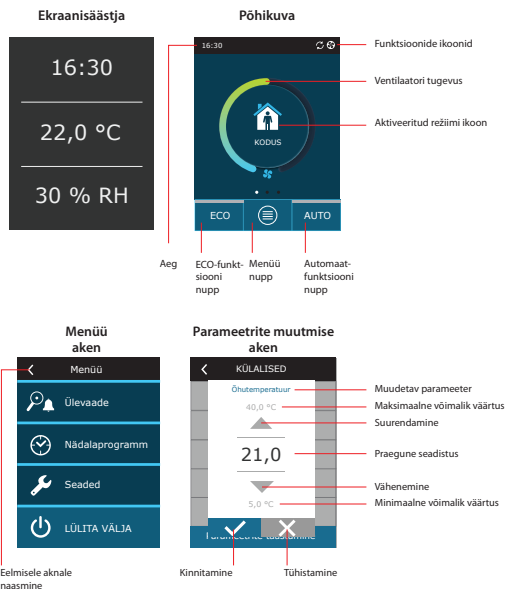 Ekraanisäästja
16:30
22,0 °C
30 % RH
Põhikuva
16:30
KODUS
ECO
AUTO
Funktsioonide ikoonid
Ventilaatori tugevus
Aktiveeritud režiimi ikoon
Aeg
ECO-funkt-
siooni
nupp
Menüü
nupp
Automaat-
funktsiooni
nupp
Menüü
aken
Menüü
Ülevaade
Nädalaprogramm
Seaded
LÜLITA VÄLJA
Eelmisele aknale
naasmine
Parameetrite muutmise
aken
KÜLALISED
Õhutemperatuur
40,0 °C
21,0
5,0 °C
Parameetrite taastamine
Muudetav parameeter
Maksimaalne võimalik väärtus
Suurendamine
Praegune seadistus
Vähenemine
Minimaalne võimalik väärtus
Kinnitamine
Tühistamine